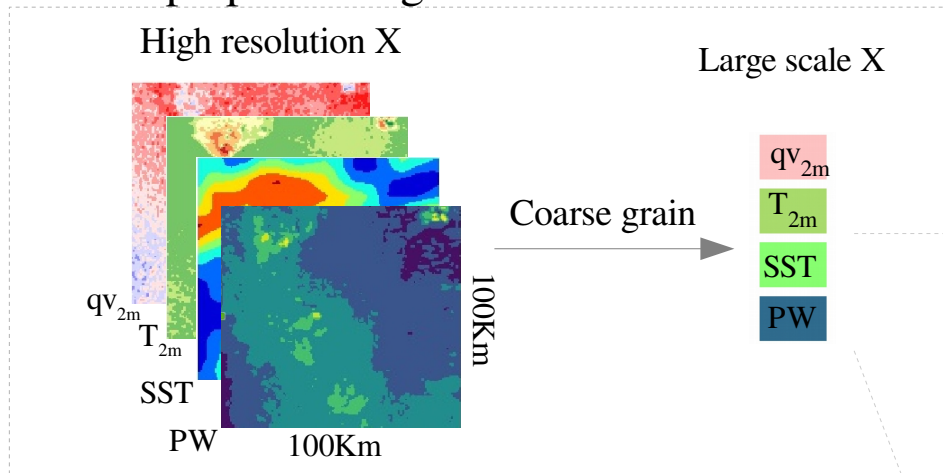 High resolution X
Large scale X
qv2m
T2m
SST
PW
100Km
100Km
Coarse grain
qv2m
T2m
SST
PW